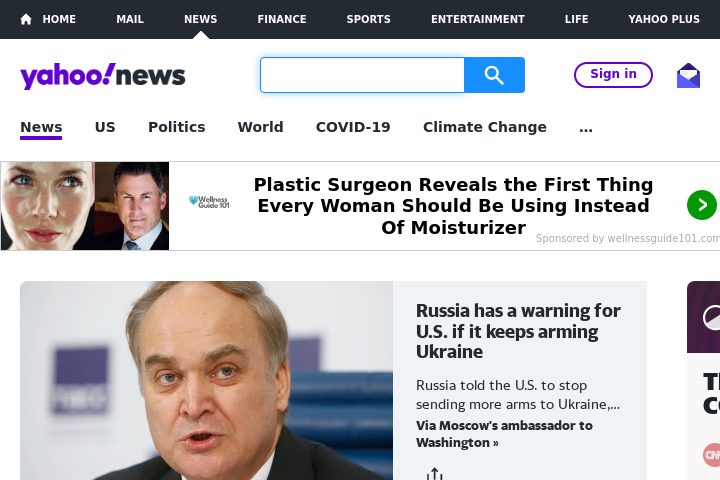 HOME MAIL NEWS FINANCE SPORTS ENTERTAINMENT LIFE YAHOO PLUS
yahoo!news
Sign in
News US Politics World COVID-19 Climate Change ...
Wellness
Guide 101
Plastic Surgeon Reveals the First Thing
Every Woman Should Be Using Instead
Of Moisturizer
Sponsored by wellnessguide101.com
Russia has a warning for
U.S. if it keeps arming
Ukraine
Russia told the U.S. to stop
sending more arms to Ukraine,...
Via Moscow's ambassador to
Washington »
CNN